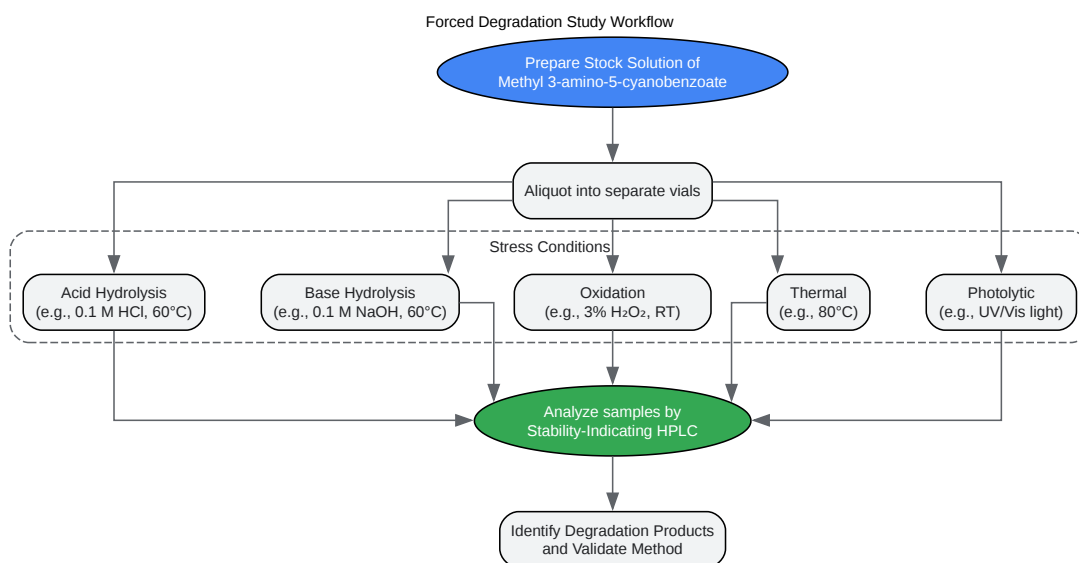 Forced Degradation Study Workflow
Prepare Stock Solution of
Methyl 3-amino-5-cyanobenzoate
Aliquot into separate vials
Stress Conditions
Acid Hydrolysis
(e.g., 0.1 M HCl, 60°C)
Base Hydrolysis
(e.g., 0.1 M NaOH, 60°C)
Oxidation
(e.g., 3% H₂O₂, RT)
Thermal
(e.g., 80°C)
Photolytic
(e.g., UV/Vis light)
Analyze samples by
Stability-Indicating HPLC
Identify Degradation Products
and Validate Method